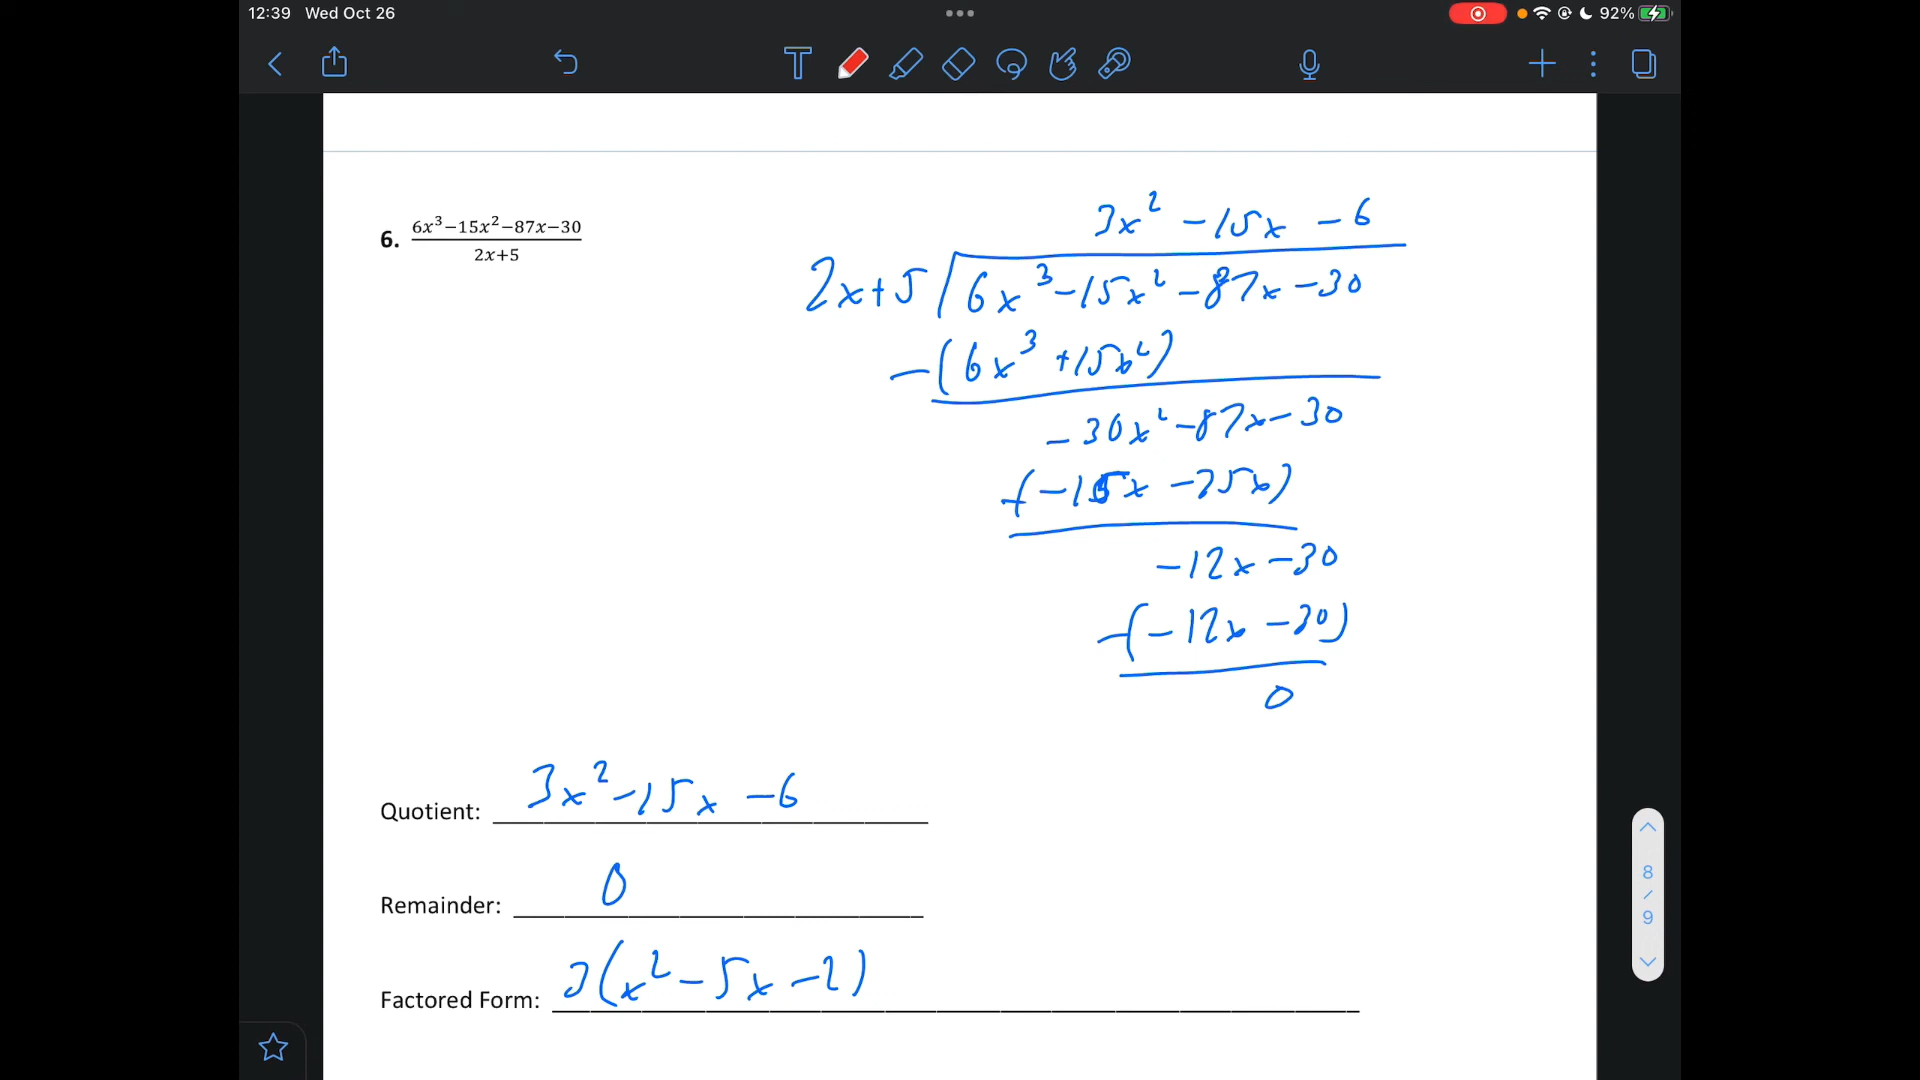 12:39 Wed Oct 26
92%
T
6. 6x³−15x²−87x−30
2x+5
3x² −15x −6
2x+5 6x³−15x²−87x−30
−(6x³ +15x²)
−30x²−87x−30
−(−15x −75x)
−12x−30
−(−12x −30)
0
Quotient: 3x²−15x −6
Remainder: 0
Factored Form: 3(x²−5x−2)
8
/
9